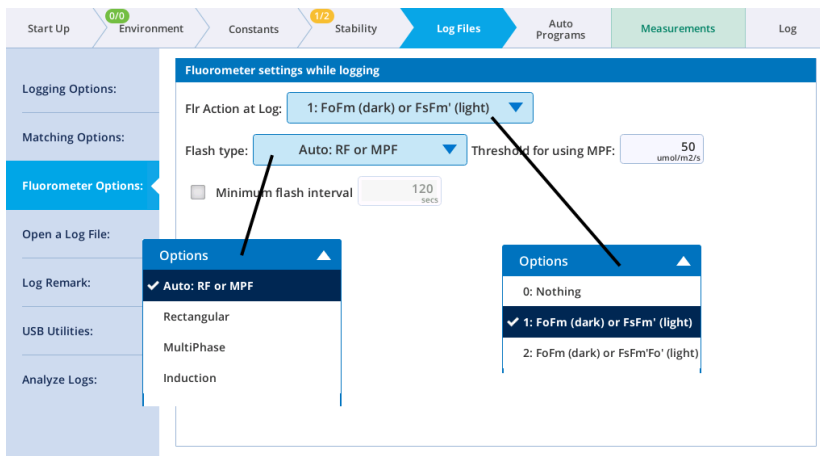 0/0
1/2
Start Up
Environment
Constants
Stability
Log Files
Auto
Programs
Measurements
Log
Fluorometer settings while logging
Logging Options:
Flr Action at Log: 1: FoFm (dark) or FsFm' (light)
Matching Options:
Flash type: Auto: RF or MPF Threshold for using MPF: 50
umol/m2/s
Fluorometer Options:
Minimum flash interval 120
secs
Open a Log File:
Log Remark:
USB Utilities:
Analyze Logs:
Options
Auto: RF or MPF
Rectangular
MultiPhase
Induction
Options
0: Nothing
1: FoFm (dark) or FsFm' (light)
2: FoFm (dark) or FsFm'Fo' (light)